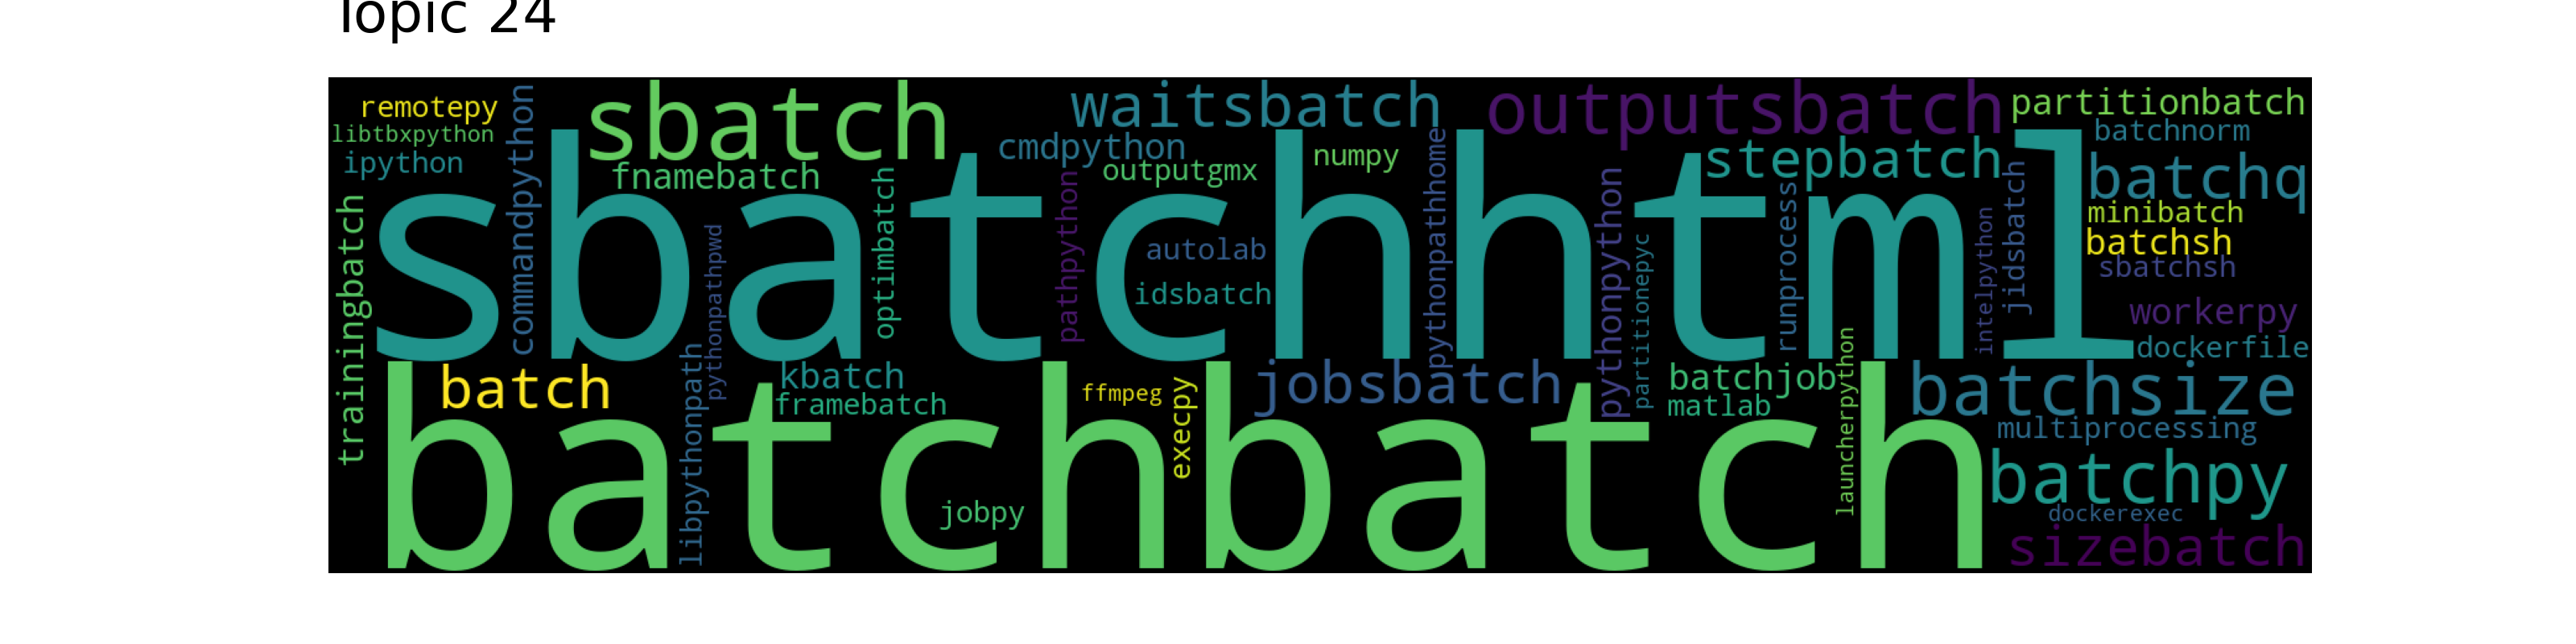 Topic 24
remotepy
libtbxpython
ipython
commandpython
sbatch
fnamebatch
waitsbatch
cmdpython
outputgmx
numpy
outputsbatch
stepbatch
partitionbatch
batchnorm
batchq
minibatch
batchsh
sbatchsh
workerpy
dockerfile
sbatchhtml
trainingbatch
pythonpathpwd
optimbatch
pathpython
autolab
idsbatch
pythonpathhome
pythonpython
partitionepyc
runprocess
intelpython
jidsbatch
batch
libpythonpath
kbatch
framebatch
ffmpeg
execpy
jobsbatch
batchjob
matlab
launcherpython
batchsize
multiprocessing
batchpy
dockerexec
sizebatch
batchbatch
jobpy